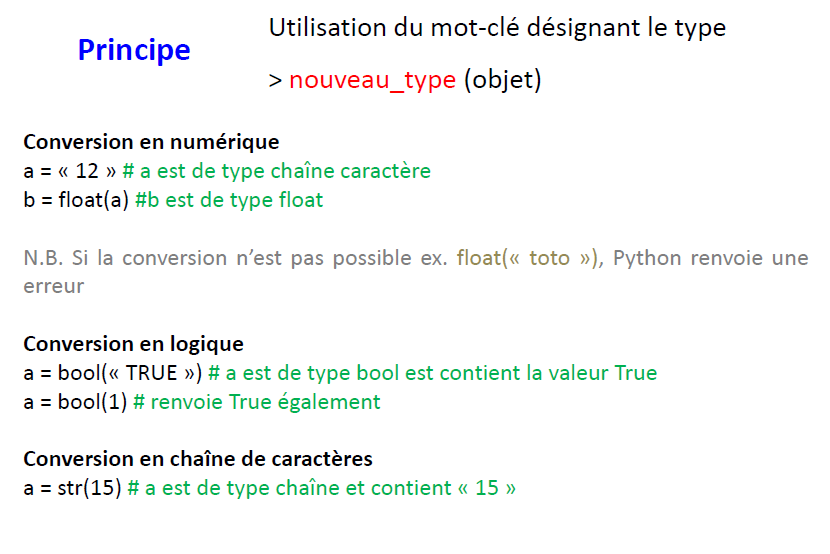 Principe
Utilisation du mot-clé désignant le type
> nouveau_type (objet)
Conversion en numérique
a = « 12 » # a est de type chaîne caractère
b = float(a) #b est de type float
N.B. Si la conversion n’est pas possible ex. float(« toto »), Python renvoie une
erreur
Conversion en logique
a = bool(« TRUE ») # a est de type bool est contient la valeur True
a = bool(1) # renvoie True également
Conversion en chaîne de caractères
a = str(15) # a est de type chaîne et contient « 15 »